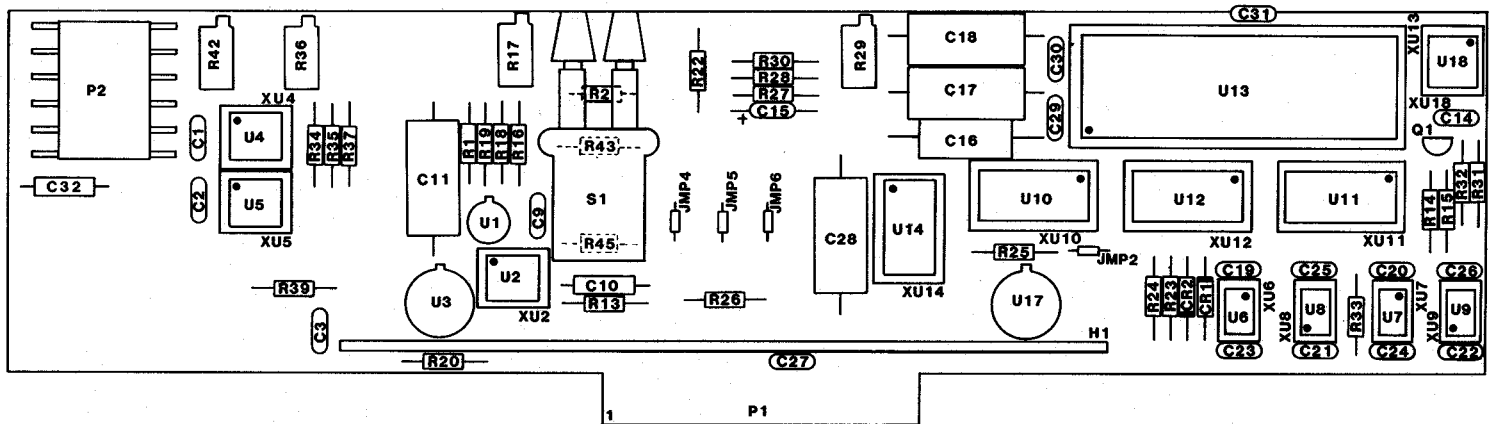 C31
XU13
R42
R36
R17
R29
C18
C30
U18
P2
R22
R30
R28
R27
C15
+
R2
C17
U13
XU4
XU18
C29
C14
C1
U4
R34
R35
R37
R1
R19
R18
R16
R43
C16
Q1
C32
C2
U5
XU5
C11
U1
C9
S1
R45
JMP4
JMP5
JMP6
C28
U14
U10
U12
U11
R14
R15
R32
R31
XU10
XU12
XU11
R25
JMP2
R39
U3
U2
XU2
C10
R13
R26
XU14
U17
R24
R23
CR2
CR1
C19
U6
C23
XU6
XU8
C25
U8
C21
R33
C20
U7
C24
XU7
XU9
C26
U9
C22
C3
H1
R20
C27
1
P1